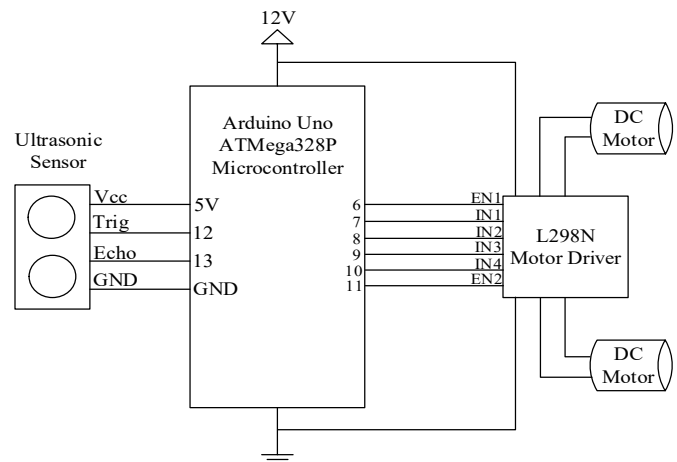 12V
Arduino Uno
ATMega328P
Microcontroller
Ultrasonic
Sensor
Vcc
Trig
Echo
GND
5V
12
13
GND
6
7
8
9
10
11
EN1
IN1
IN2
IN3
IN4
EN2
L298N
Motor Driver
DC
Motor
DC
Motor